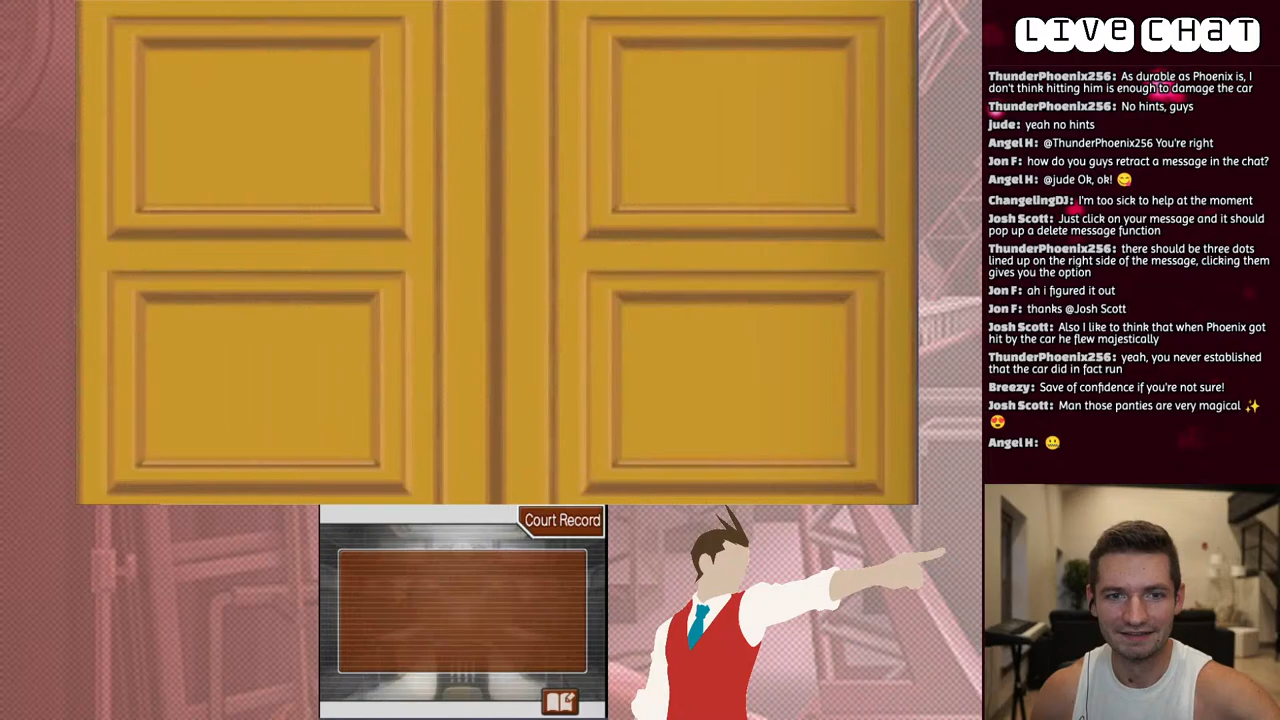 LIVE CHAT
ThunderPhoenix256: As durable as Phoenix is, I
don't think hitting him is enough to damage the car
ThunderPhoenix256: No hints, guys
jude: yeah no hints
Angel H: @ThunderPhoenix256 You're right
Jon F: how do you guys retract a message in the chat?
Angel H: @jude Ok, ok! 😋
ChangelingDJ: I'm too sick to help at the moment
Josh Scott: Just click on your message and it should
pop up a delete message function
ThunderPhoenix256: there should be three dots
lined up on the right side of the message, clicking them
gives you the option
Jon F: ah i figured it out
Jon F: thanks @Josh Scott
Josh Scott: Also I like to think that when Phoenix got
hit by the car he flew majestically
ThunderPhoenix256: yeah, you never established
that the car did in fact run
Breezy: Save of confidence if you're not sure!
Josh Scott: Man those panties are very magical ✨
😍
Angel H: 🤐
Court Record